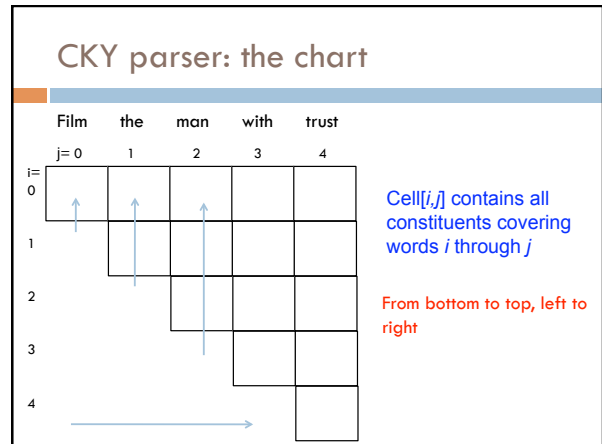 CKY parser: the chart
Film the man with trust
j= 0 1 2 3 4
i=
0
1
2
3
4
Cell[i,j] contains all
constituents covering
words i through j
From bottom to top, left to
right